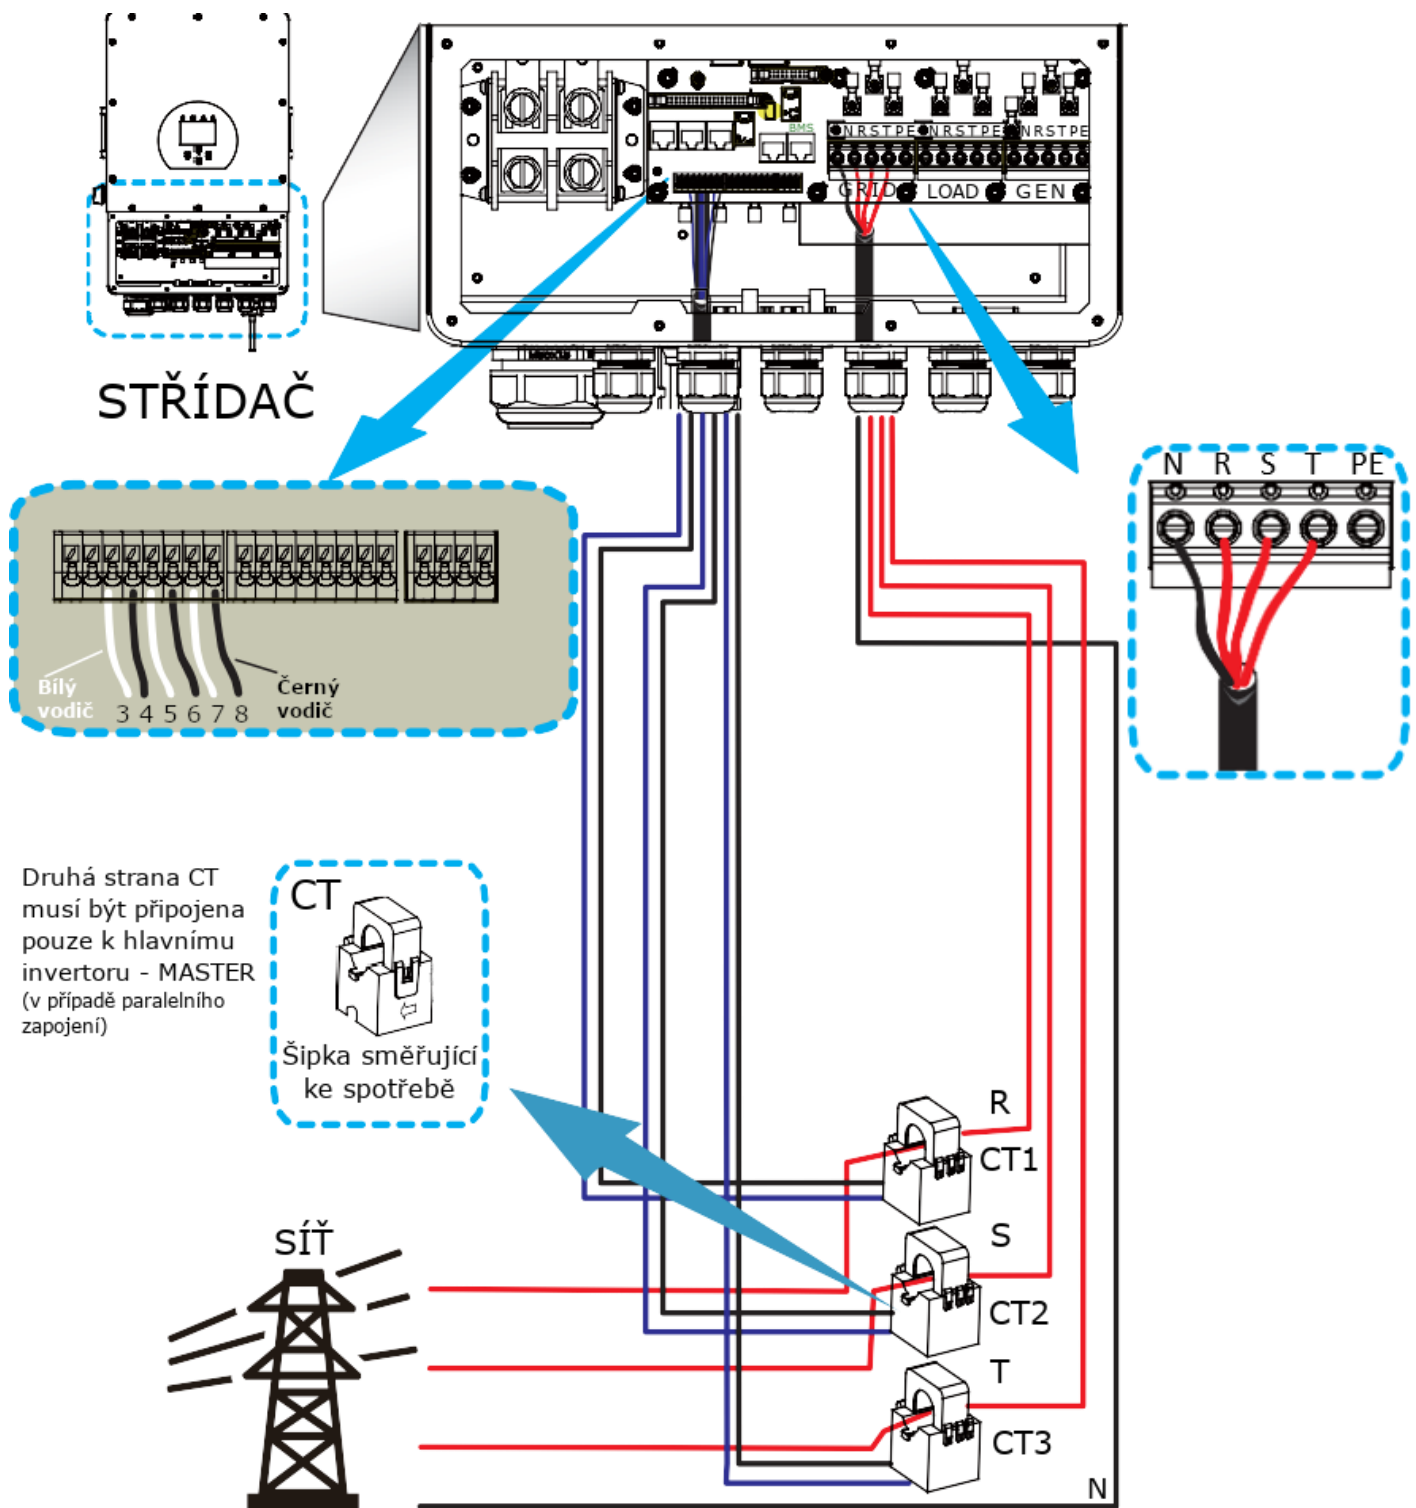 BMS
N R S T PE
N R S T PE
N R S T PE
GRID
LOAD
GEN
STŘÍDAČ
N R S T PE
Bílý
vodič
3 4 5 6 7 8
Černý
vodič
Druhá strana CT
musí být připojena
pouze k hlavnímu
invertoru - MASTER
(v případě paralelního
zapojení)
CT
Šipka směřující
ke spotřebě
R
CT1
S
CT2
T
CT3
SÍŤ
N